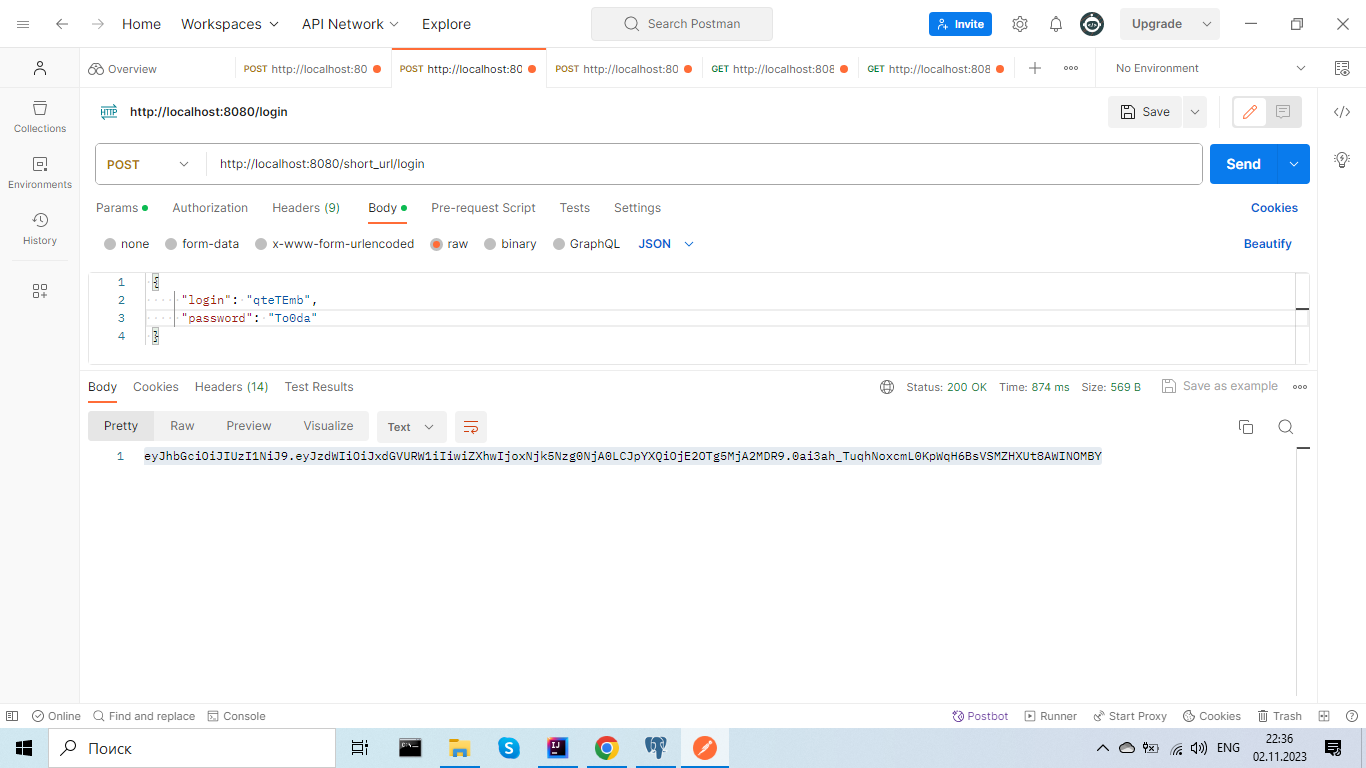 Home Workspaces API Network Explore Search Postman Invite Upgrade
Overview POST http://localhost:80 POST http://localhost:80 POST http://localhost:80 GET http://localhost:808 GET http://localhost:808 No Environment
HTTP http://localhost:8080/login Save
POST http://localhost:8080/short_url/login Send
Collections
Environments
History
Params Authorization Headers (9) Body Pre-request Script Tests Settings Cookies
none form-data x-www-form-urlencoded raw binary GraphQL JSON Beautify
1 {
2 "login": "qteTEmb",
3 "password": "To0da"
4 }
Body Cookies Headers (14) Test Results Status: 200 OK Time: 874 ms Size: 569 B Save as example
Pretty Raw Preview Visualize Text
1 eyJhbGciOiJIUzI1NiJ9.eyJzdWIiOiJxdGVURW1iIiwiZXhwIjoxNjk5Nzg0NjA0LCJpYXQiOjE2OTg5MjA2MDR9.0ai3ah_TuqhNoxcmL0KpWqH6BsVSMZHXUt8AWINOMBY
Online Find and replace Console Postbot Runner Start Proxy Cookies Trash
Поиск ENG 22:36
02.11.2023